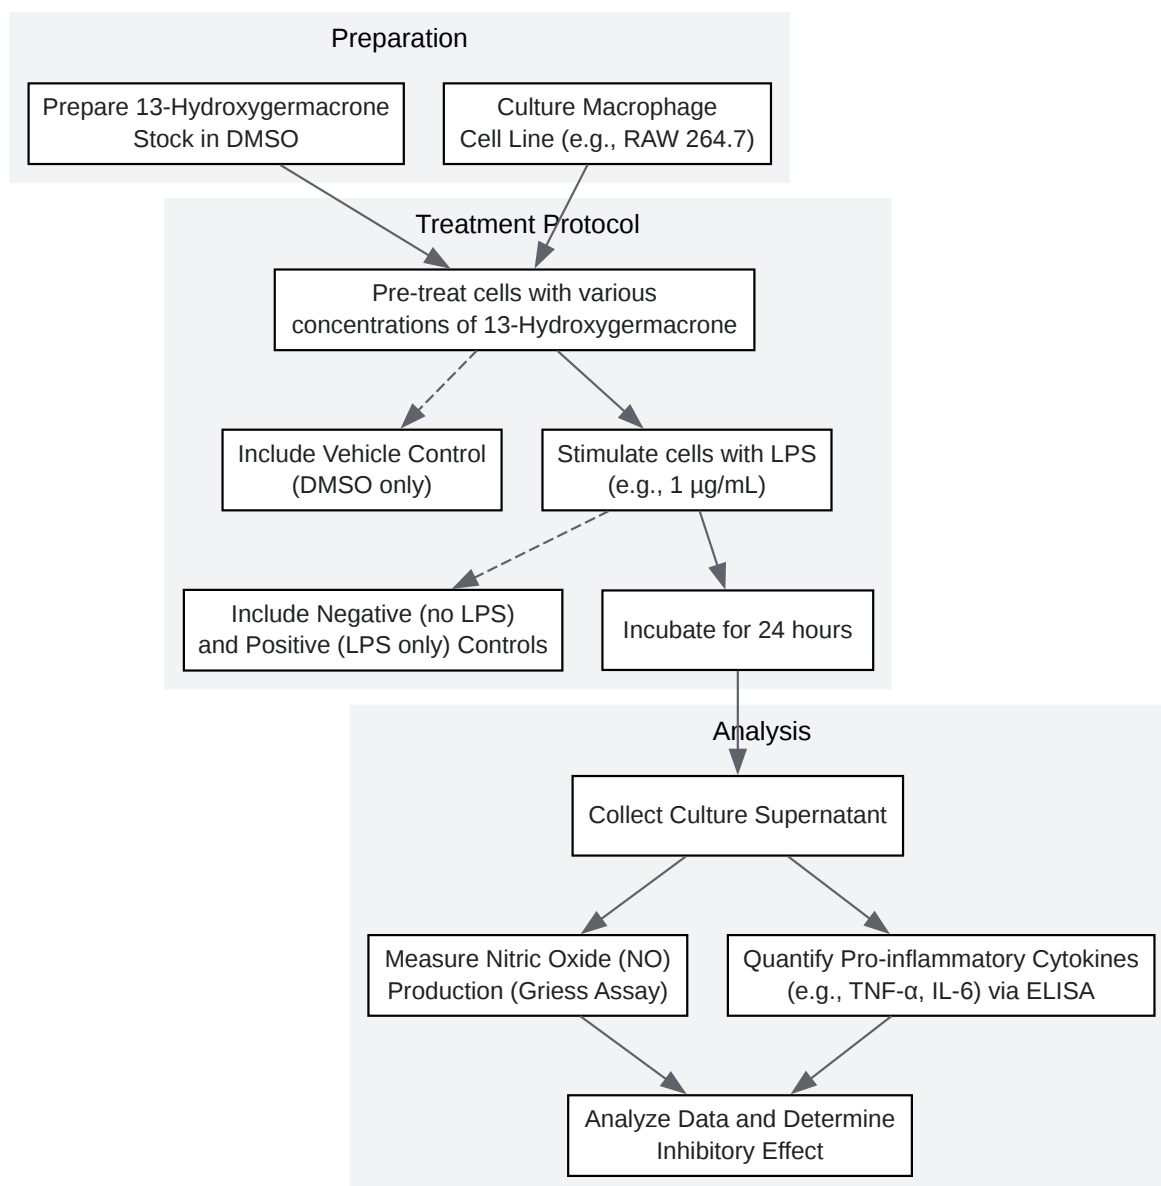 Preparation
Prepare 13-Hydroxygermacrone
Stock in DMSO
Culture Macrophage
Cell Line (e.g., RAW 264.7)
Treatment Protocol
Pre-treat cells with various
concentrations of 13-Hydroxygermacrone
Include Vehicle Control
(DMSO only)
Stimulate cells with LPS
(e.g., 1 µg/mL)
Include Negative (no LPS)
and Positive (LPS only) Controls
Incubate for 24 hours
Analysis
Collect Culture Supernatant
Measure Nitric Oxide (NO)
Production (Griess Assay)
Quantify Pro-inflammatory Cytokines
(e.g., TNF-α, IL-6) via ELISA
Analyze Data and Determine
Inhibitory Effect